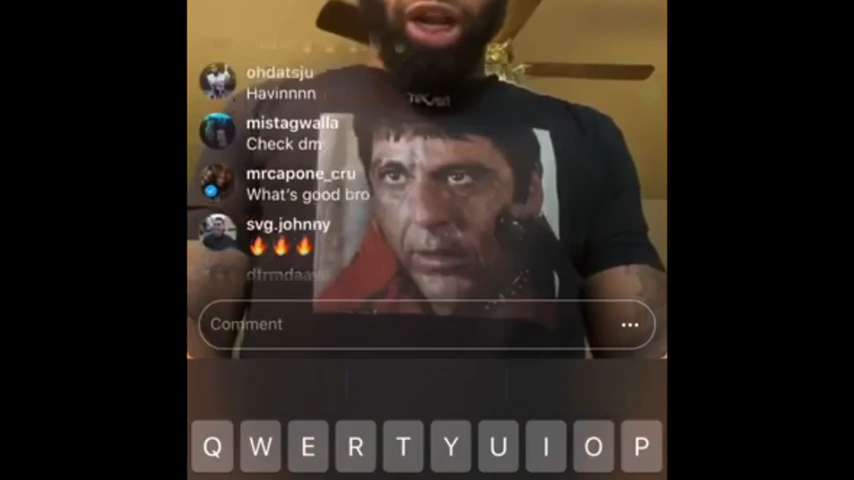 ohdatsju
Havinnnn
mistagwalla
Check dm
mrcapone_cru
What's good bro
svg.johnny
🔥🔥🔥
Comment
Q W E R T Y U I O P